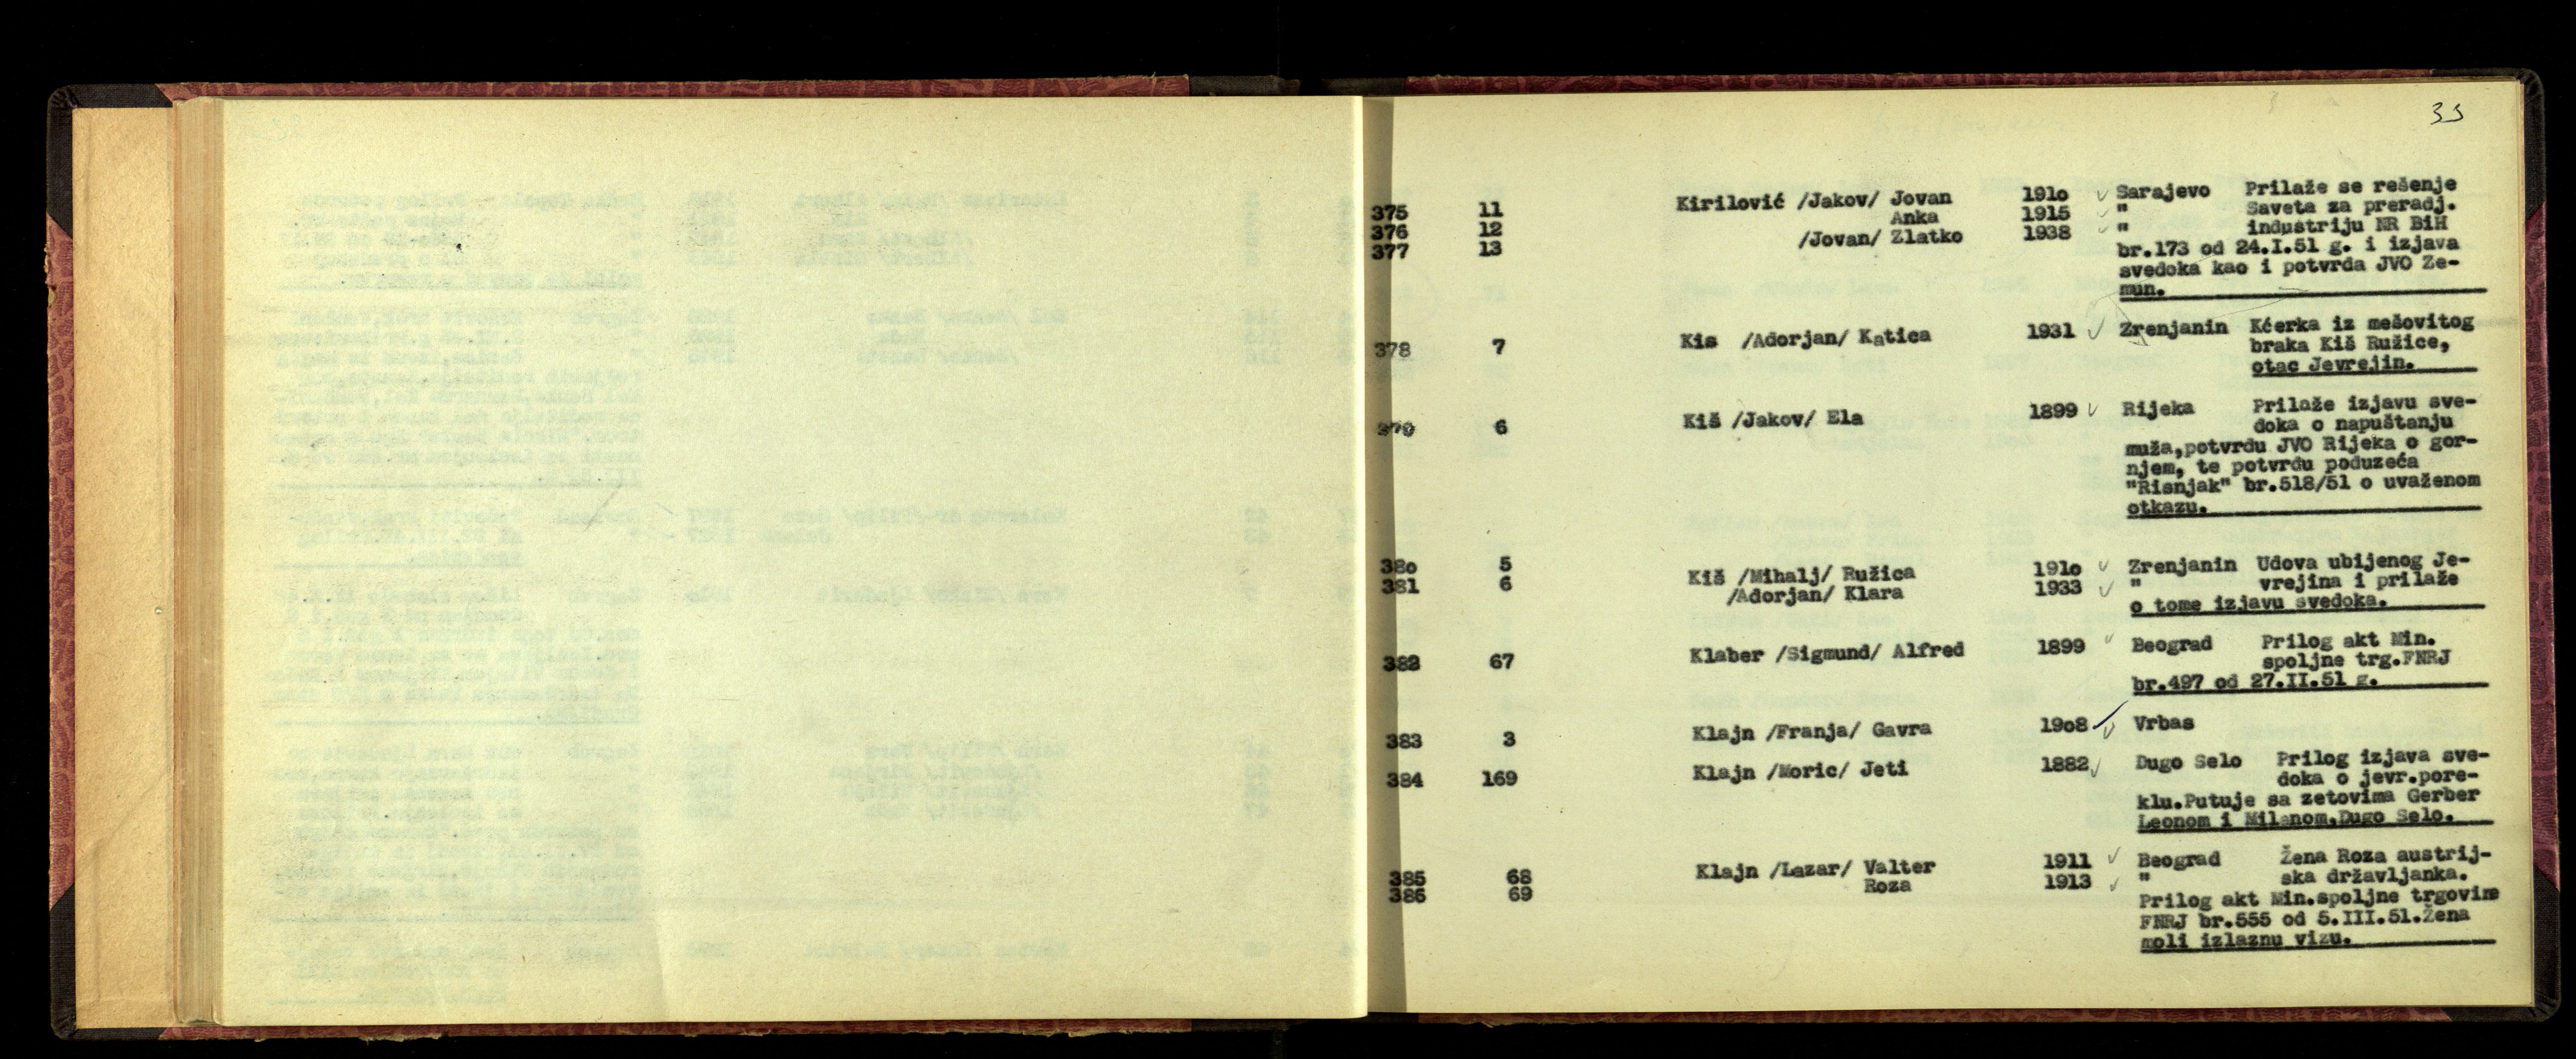 33
375 11 Kirilović /Jakov/ Jovan 191o Sarajevo Prilaže se rešenje
376 12 Anka 1915 " Saveta za preradj.
377 13 /Jovan/ Zlatko 1938 " industriju NR BiH
br.173 od 24.I.51 g. i izjava
svedoka kao i potvrda JVO Ze-
mun.
378 7 Kis /Adorjan/ Katica 1931 Zrenjanin Kćerka iz mešovitog
braka Kiš Ružice,
otac Jevrejin.
379 6 Kiš /Jakov/ Ela 1899 Rijeka Prilaže izjavu sve-
doka o napuštanju
muža,potvrdu JVO Rijeka o gor-
njem, te potvrdu poduzeća
"Risnjak" br.518/51 o uvaženom
otkazu.
38o 5 Kiš /Mihalj/ Ružica 191o Zrenjanin Udova ubijenog Je-
381 6 /Adorjan/ Klara 1933 " vrejina i prilaže
o tome izjavu svedoka.
382 67 Klaber /Sigmund/ Alfred 1899 Beograd Prilog akt Min.
spoljne trg.FNRJ
br.497 od 27.II.51 g.
383 3 Klajn /Franja/ Gavra 19o8 Vrbas
384 169 Klajn /Moric/ Jeti 1882 Dugo Selo Prilog izjava sve-
doka o jevr.pore-
klu.Putuje sa zetovima Gerber
Leonom i Milanom.Dugo Selo.
385 68 Klajn /Lazar/ Valter 1911 Beograd Žena Roza austrij-
386 69 Roza 1913 " ska državljanka.
Prilog akt Min.spoljne trgovine
FNRJ br.555 od 5.III.51.Žena
moli izlaznu vizu.